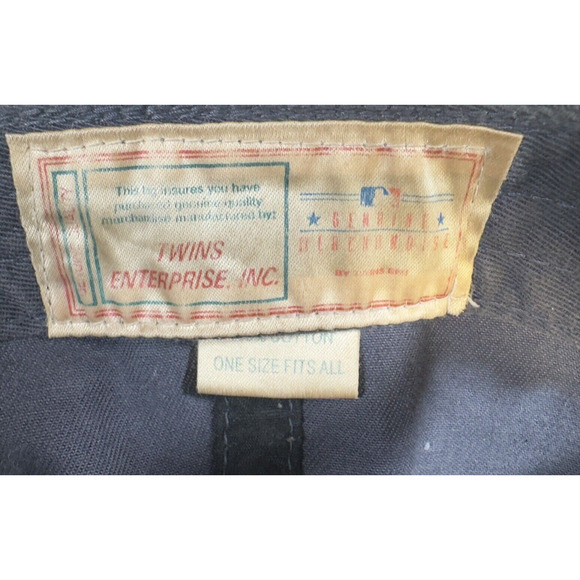 This tag insures you have
purchased genuine quality
merchandise manufactured by:
TWINS
ENTERPRISE, INC.
GENUINE
MERCHANDISE
COTTON
ONE SIZE FITS ALL